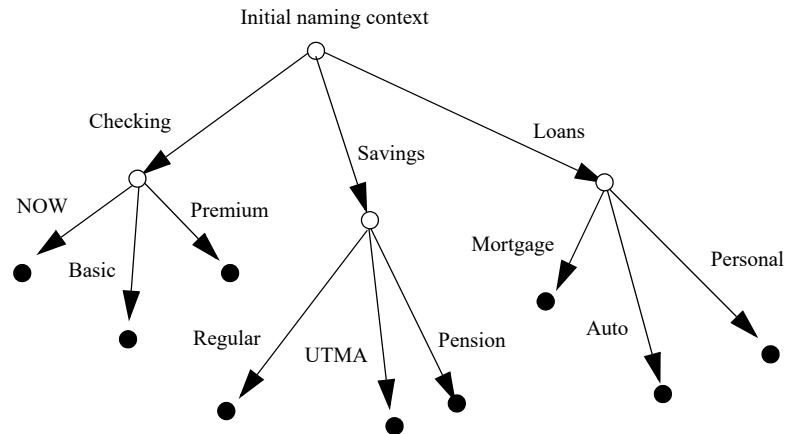 Initial naming context
Checking
Loans
Savings
NOW
Premium
Mortgage
Personal
Basic
Regular
UTMA
Pension
Auto